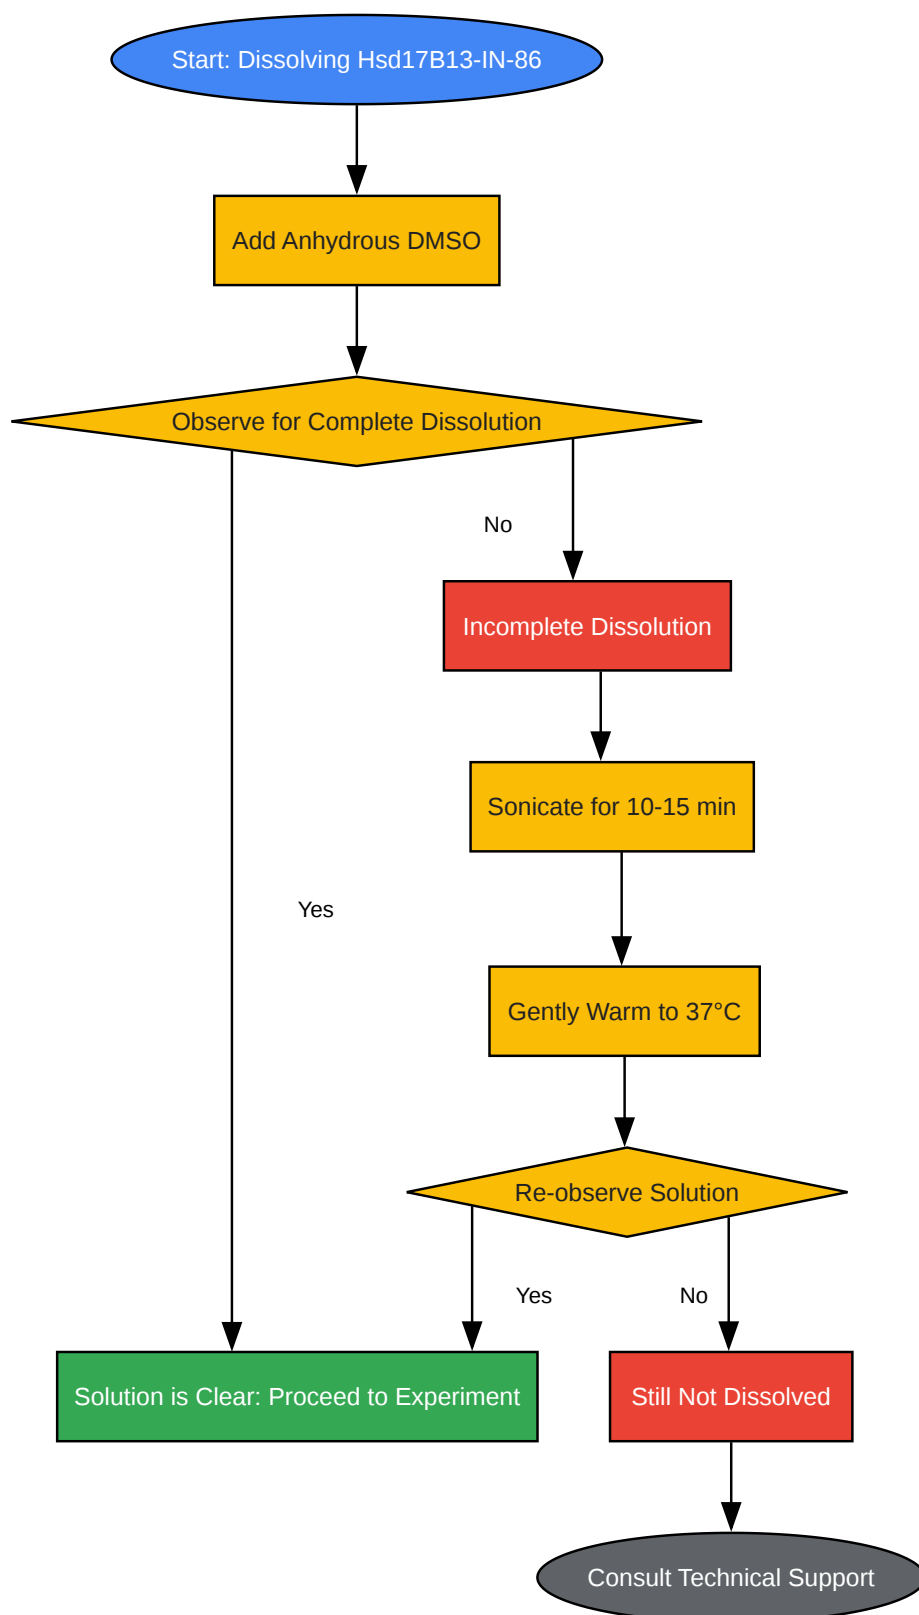 Start: Dissolving Hsd17B13-IN-86
Add Anhydrous DMSO
Observe for Complete Dissolution
No
Incomplete Dissolution
Sonicate for 10-15 min
Yes
Gently Warm to 37°C
Re-observe Solution
Yes
No
Solution is Clear: Proceed to Experiment
Still Not Dissolved
Consult Technical Support